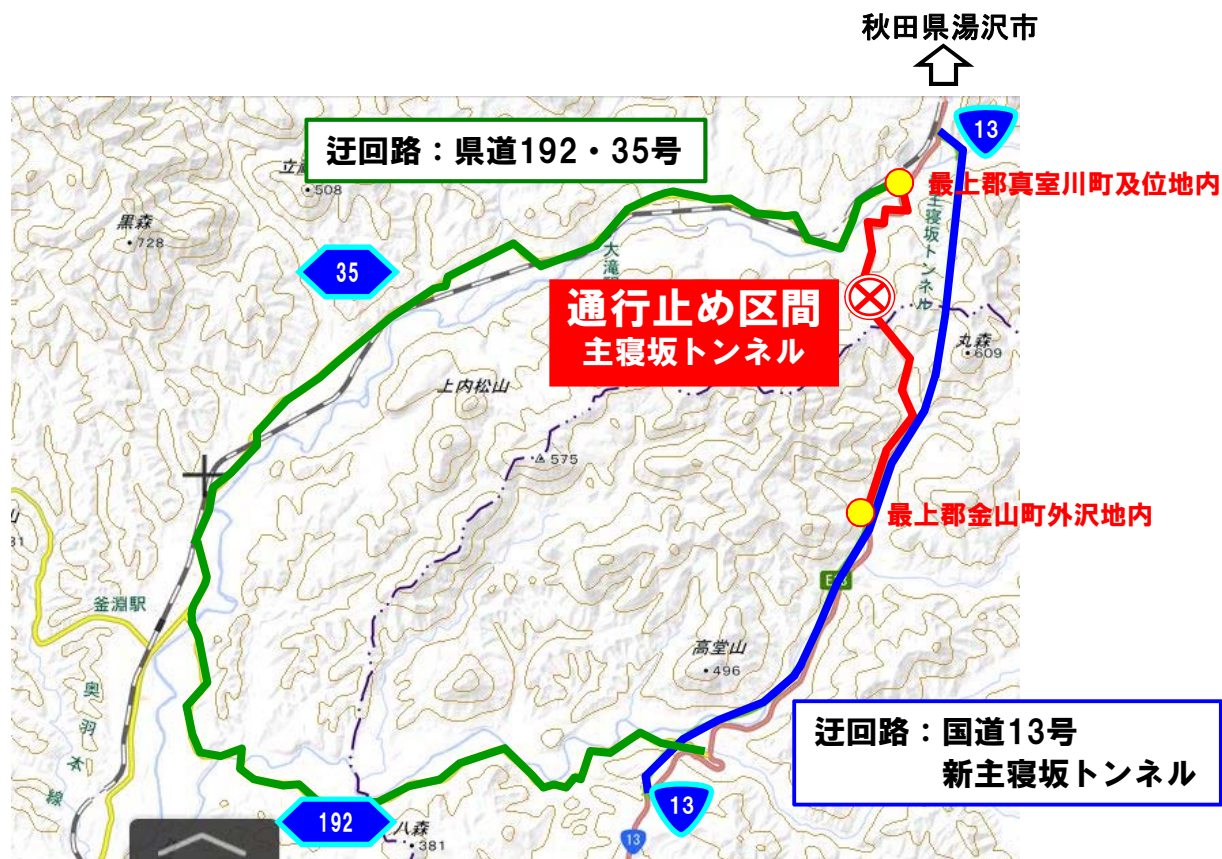 秋田県湯沢市
13
迂回路：県道192・35号
・508
最上郡真室川町及位地内
黒森
・728
主寝坂トンネル
35
通行止め区間
主寝坂トンネル
丸森
・609
上内松山
575
最上郡金山町外沢地内
釜淵駅
高堂山
・496
奥羽本線
迂回路：国道13号
新主寝坂トンネル
13
192
八森
・381
13